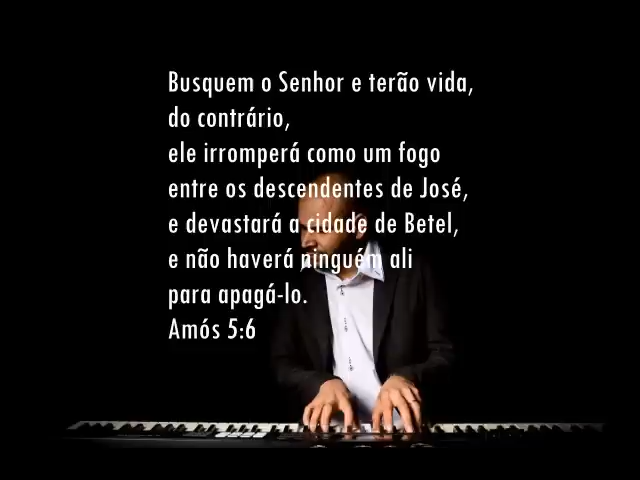 Busquem o Senhor e terão vida,
do contrário,
ele irromperá como um fogo
entre os descendentes de José,
e devastará a cidade de Betel,
e não haverá ninguém ali
para apagá-lo.
Amós 5:6